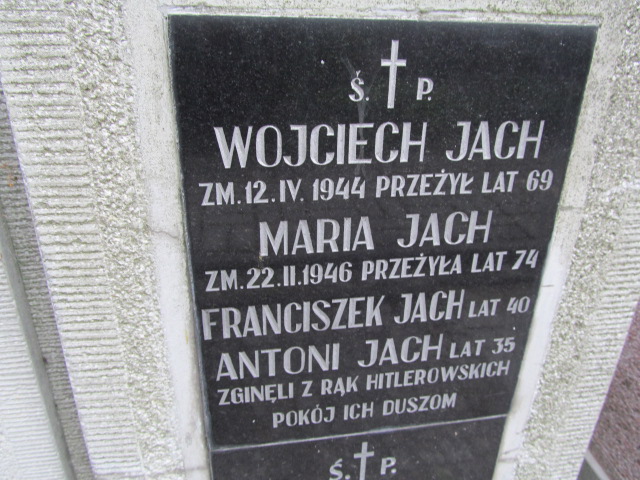 Ś. P.
WOJCIECH JACH
ZM. 12. IV. 1944 PRZEŻYŁ LAT 69
MARIA JACH
ZM. 22. II. 1946 PRZEŻYŁA LAT 74
FRANCISZEK JACH LAT 40
ANTONI JACH LAT 35
ZGINĘLI Z RĄK HITLEROWSKICH
POKÓJ ICH DUSZOM
Ś. P.